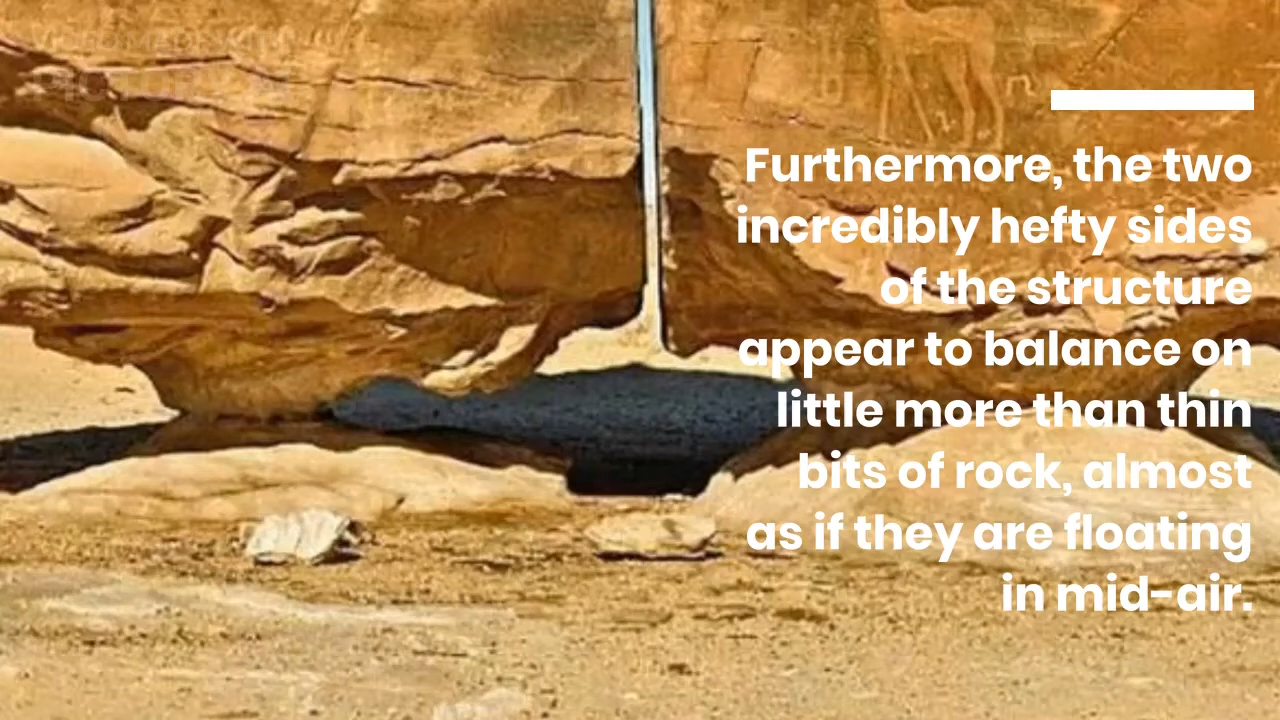 Furthermore, the two
incredibly hefty sides
of the structure
appear to balance on
little more than thin
bits of rock, almost
as if they are floating
in mid-air.